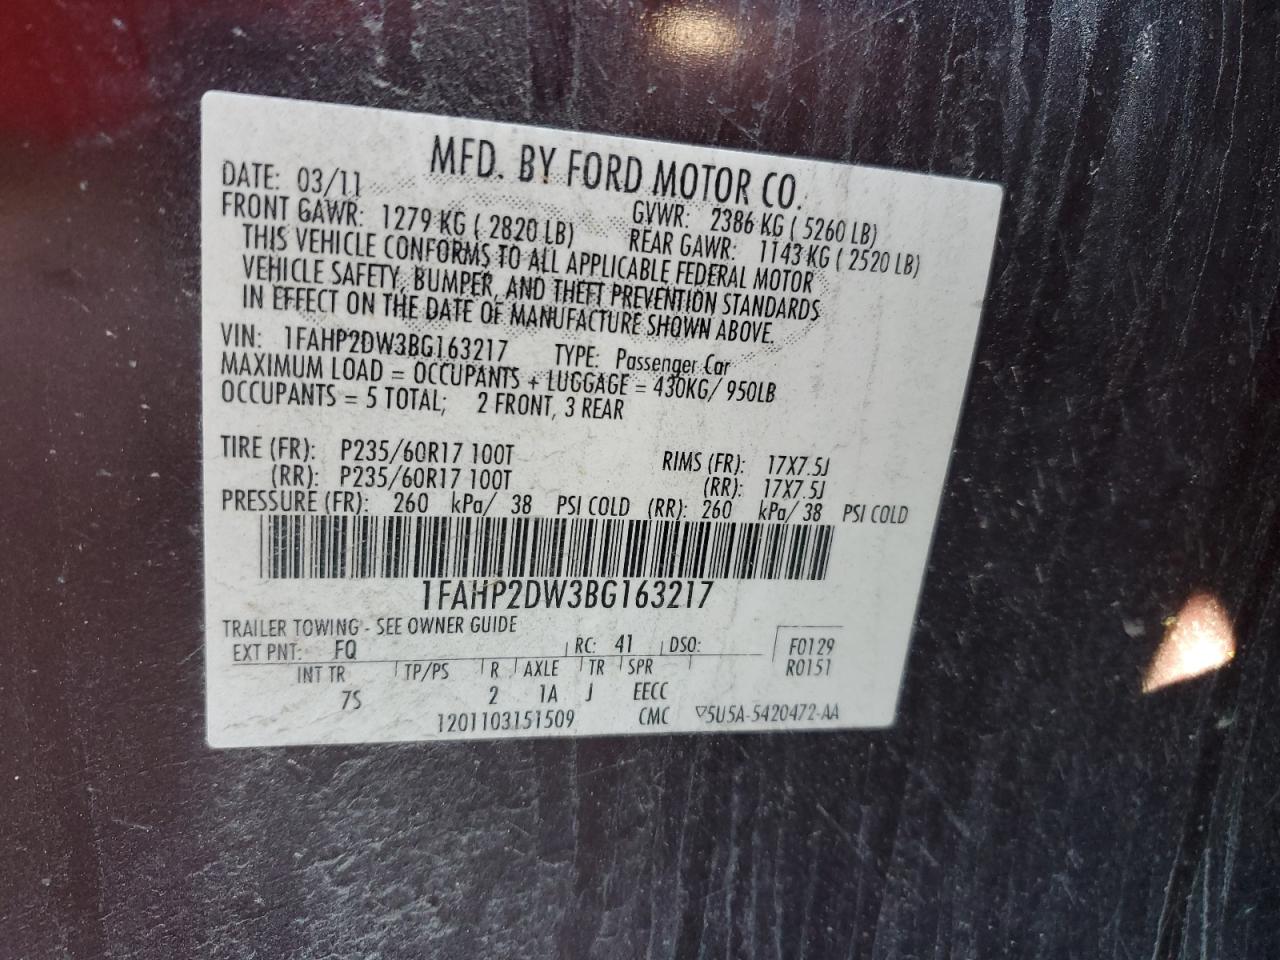 MFD. BY FORD MOTOR CO.
DATE: 03/11 GVWR: 2386 KG ( 5260 LB)
FRONT GAWR: 1279 KG ( 2820 LB) REAR GAWR: 1143 KG ( 2520 LB)
THIS VEHICLE CONFORMS TO ALL APPLICABLE FEDERAL MOTOR
VEHICLE SAFETY, BUMPER, AND THEFT PREVENTION STANDARDS
IN EFFECT ON THE DATE OF MANUFACTURE SHOWN ABOVE.
VIN: 1FAHP2DW3BG163217 TYPE: Passenger Car
MAXIMUM LOAD = OCCUPANTS + LUGGAGE = 430KG/ 950LB
OCCUPANTS = 5 TOTAL; 2 FRONT, 3 REAR
TIRE (FR): P235/60R17 100T RIMS (FR): 17X7.5J
(RR): P235/60R17 100T (RR): 17X7.5J
PRESSURE (FR): 260 kPa/ 38 PSI COLD (RR): 260 kPa/ 38 PSI COLD
1FAHP2DW3BG163217
TRAILER TOWING - SEE OWNER GUIDE
EXT PNT: FQ RC: 41 DSO: F0129
INT TR TP/PS R AXLE TR SPR R0151
7S 2 1A J EECC
1201103151509 CMC ▽5U5A-5420472-AA